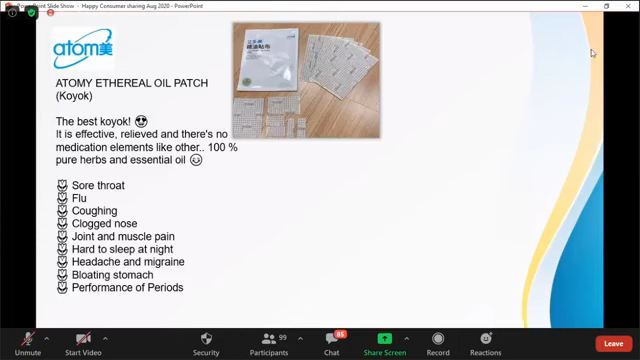 PowerPoint Slide Show - Happy Consumer sharing Aug 2020 - PowerPoint
atom美
ATOMY ETHEREAL OIL PATCH
(Koyok)
The best koyok! 😍
It is effective, relieved and there's no
medication elements like other.. 100 %
pure herbs and essential oil
Sore throat
Flu
Coughing
Clogged nose
Joint and muscle pain
Hard to sleep at night
Headache and migraine
Bloating stomach
Performance of Periods
99
85
Unmute
Start Video
Security
Participants
Chat
Share Screen
Record
Reactions
Leave